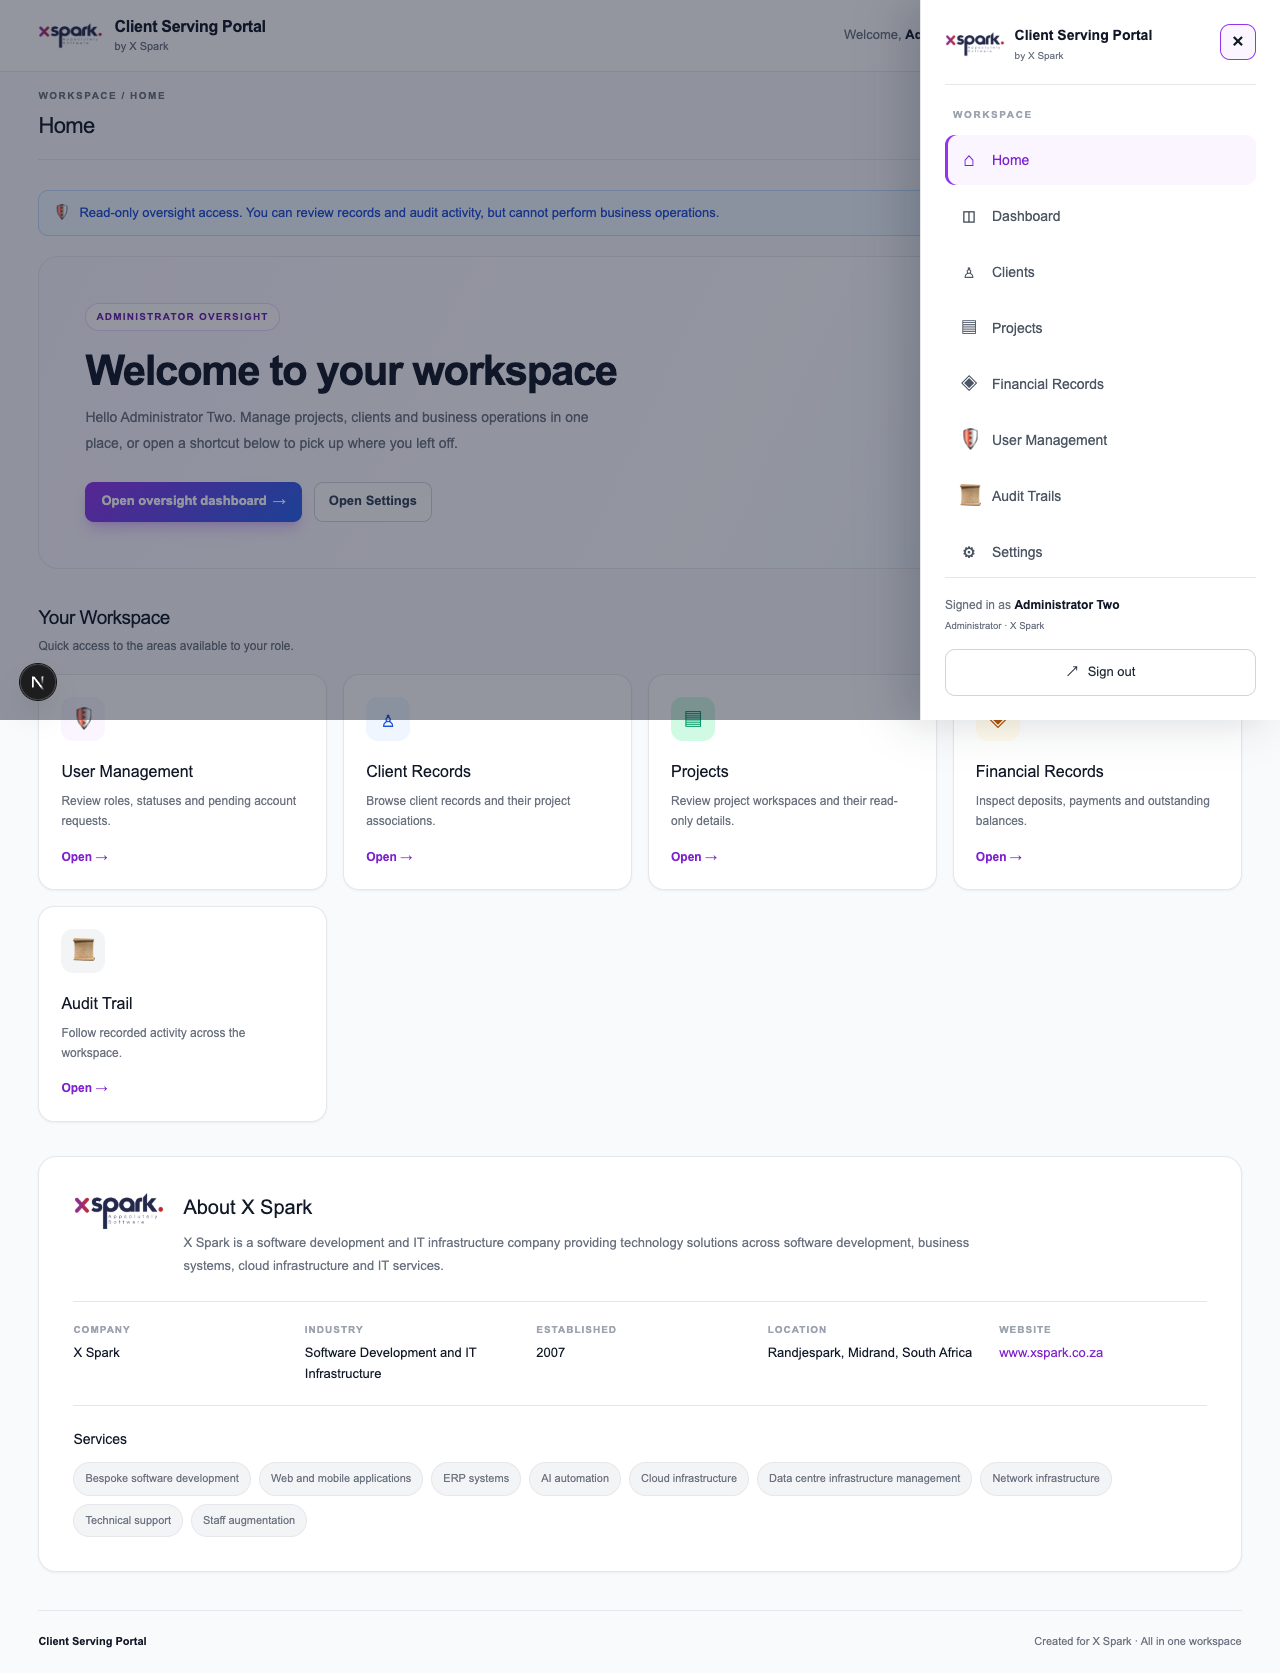 xspark.
Client Serving Portal
by X Spark
Welcome, Ad
WORKSPACE / HOME
Home
Read-only oversight access. You can review records and audit activity, but cannot perform business operations.
ADMINISTRATOR OVERSIGHT
Welcome to your workspace
Hello Administrator Two. Manage projects, clients and business operations in one
place, or open a shortcut below to pick up where you left off.
Open oversight dashboard →
Open Settings
Your Workspace
Quick access to the areas available to your role.
N
xspark.
Client Serving Portal
by X Spark
✕
WORKSPACE
Home
Dashboard
Clients
Projects
Financial Records
User Management
Audit Trails
Settings
Signed in as Administrator Two
Administrator · X Spark
↗ Sign out
User Management
Review roles, statuses and pending account
requests.
Open →
Client Records
Browse client records and their project
associations.
Open →
Projects
Review project workspaces and their read-
only details.
Open →
Financial Records
Inspect deposits, payments and outstanding
balances.
Open →
Audit Trail
Follow recorded activity across the
workspace.
Open →
xspark.
Appsolutely
Software
About X Spark
X Spark is a software development and IT infrastructure company providing technology solutions across software development, business
systems, cloud infrastructure and IT services.
COMPANY
X Spark
INDUSTRY
Software Development and IT
Infrastructure
ESTABLISHED
2007
LOCATION
Randjespark, Midrand, South Africa
WEBSITE
www.xspark.co.za
Services
Bespoke software development
Web and mobile applications
ERP systems
AI automation
Cloud infrastructure
Data centre infrastructure management
Network infrastructure
Technical support
Staff augmentation
Client Serving Portal
Created for X Spark · All in one workspace